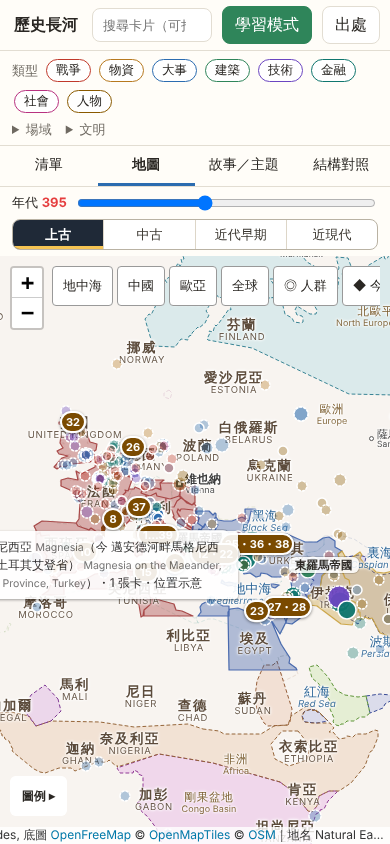 歷史長河
搜尋卡片（可
學習模式
出處
類型
戰爭
物資
大事
建築
技術
金融
社會
人物
▶ 場域 ▶ 文明
清單
地圖
故事／主題
結構對照
年代 395
上古
中古
近代早期
近現代
+
−
地中海
中國
歐亞
全球
◎ 人群
◆ 今
芬蘭
FINLAND
挪威
NORWAY
北歐平
North Europe
愛沙尼亞
ESTONIA
歐洲
Europe
白俄羅斯
BELARUS
32
26
POLAND
烏克蘭
UKRAINE
維也納
Vienna
37
8
黑海
Black Sea
・36・38
裏海
東羅馬帝國
尼西亞 Magnesia（今 邁安德河畔馬格尼西
土耳其艾登省） Magnesia on the Maeander,
Province, Turkey）・1 張卡・位置示意
地中海
23
27・28
MOROCCO
TUNISIA
利比亞
LIBYA
埃及
EGYPT
波斯
Persia
馬利
MALI
尼日
NIGER
查德
CHAD
蘇丹
SUDAN
紅海
Red Sea
加爾
EGAL
迦納
GHANA
奈及利亞
NIGERIA
非洲
Africa
衣索比亞
ETHIOPIA
加彭
GABON
剛果盆地
Congo Basin
肯亞
KENYA
圖例 ▸
des, 底圖 OpenFreeMap © OpenMapTiles © OSM | 地名 Natural Ea...